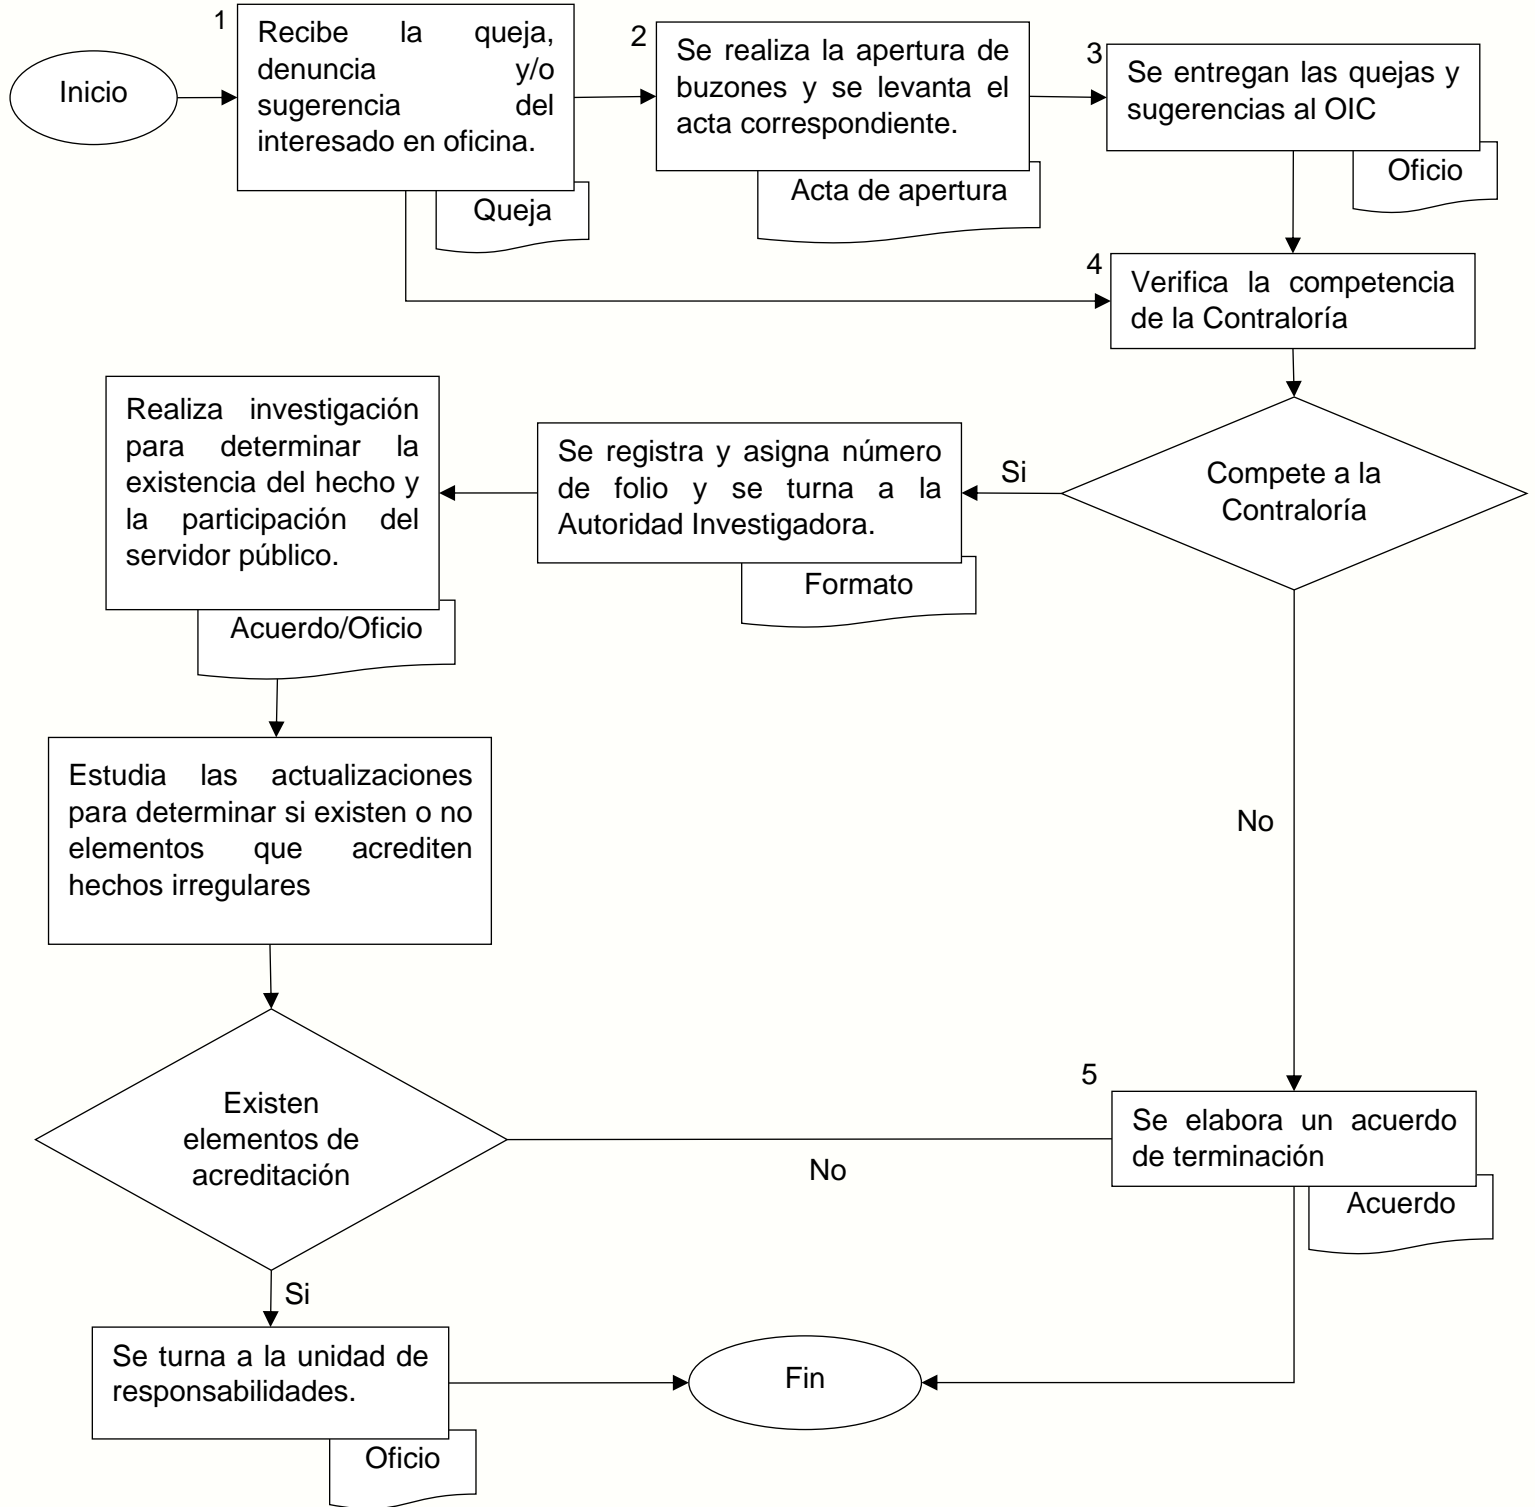 Inicio
1
Recibe la queja,
denuncia y/o
sugerencia del
interesado en oficina.
Queja
2
Se realiza la apertura de
buzones y se levanta el
acta correspondiente.
Acta de apertura
3
Se entregan las quejas y
sugerencias al OIC
Oficio
4
Verifica la competencia
de la Contraloría
Compete a la
Contraloría
Si
Se registra y asigna número
de folio y se turna a la
Autoridad Investigadora.
Formato
Realiza investigación
para determinar la
existencia del hecho y
la participación del
servidor público.
Acuerdo/Oficio
Estudia las actualizaciones
para determinar si existen o no
elementos que acrediten
hechos irregulares
No
Existen
elementos de
acreditación
No
5
Se elabora un acuerdo
de terminación
Acuerdo
Si
Se turna a la unidad de
responsabilidades.
Oficio
Fin